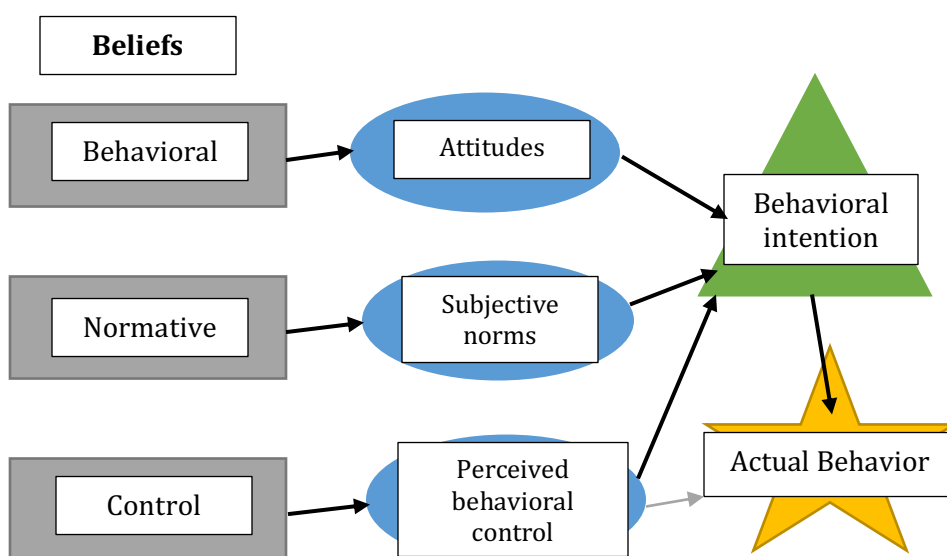 Beliefs
Behavioral
Attitudes
Behavioral
intention
Normative
Subjective
norms
Control
Perceived
behavioral
control
Actual Behavior